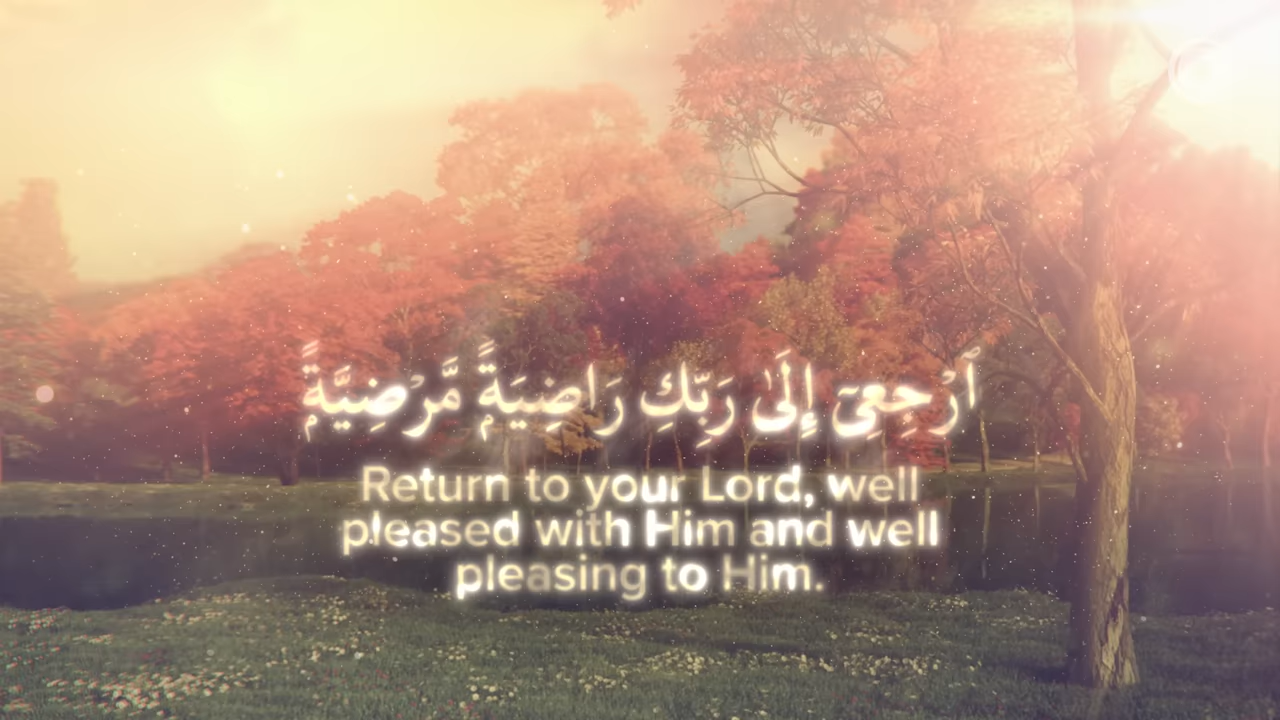 ٱرْجِعِىٓ إِلَىٰ رَبِّكِ رَاضِيَةً مَّرْضِيَّةً
Return to your Lord, well
pleased with Him and well
pleasing to Him.